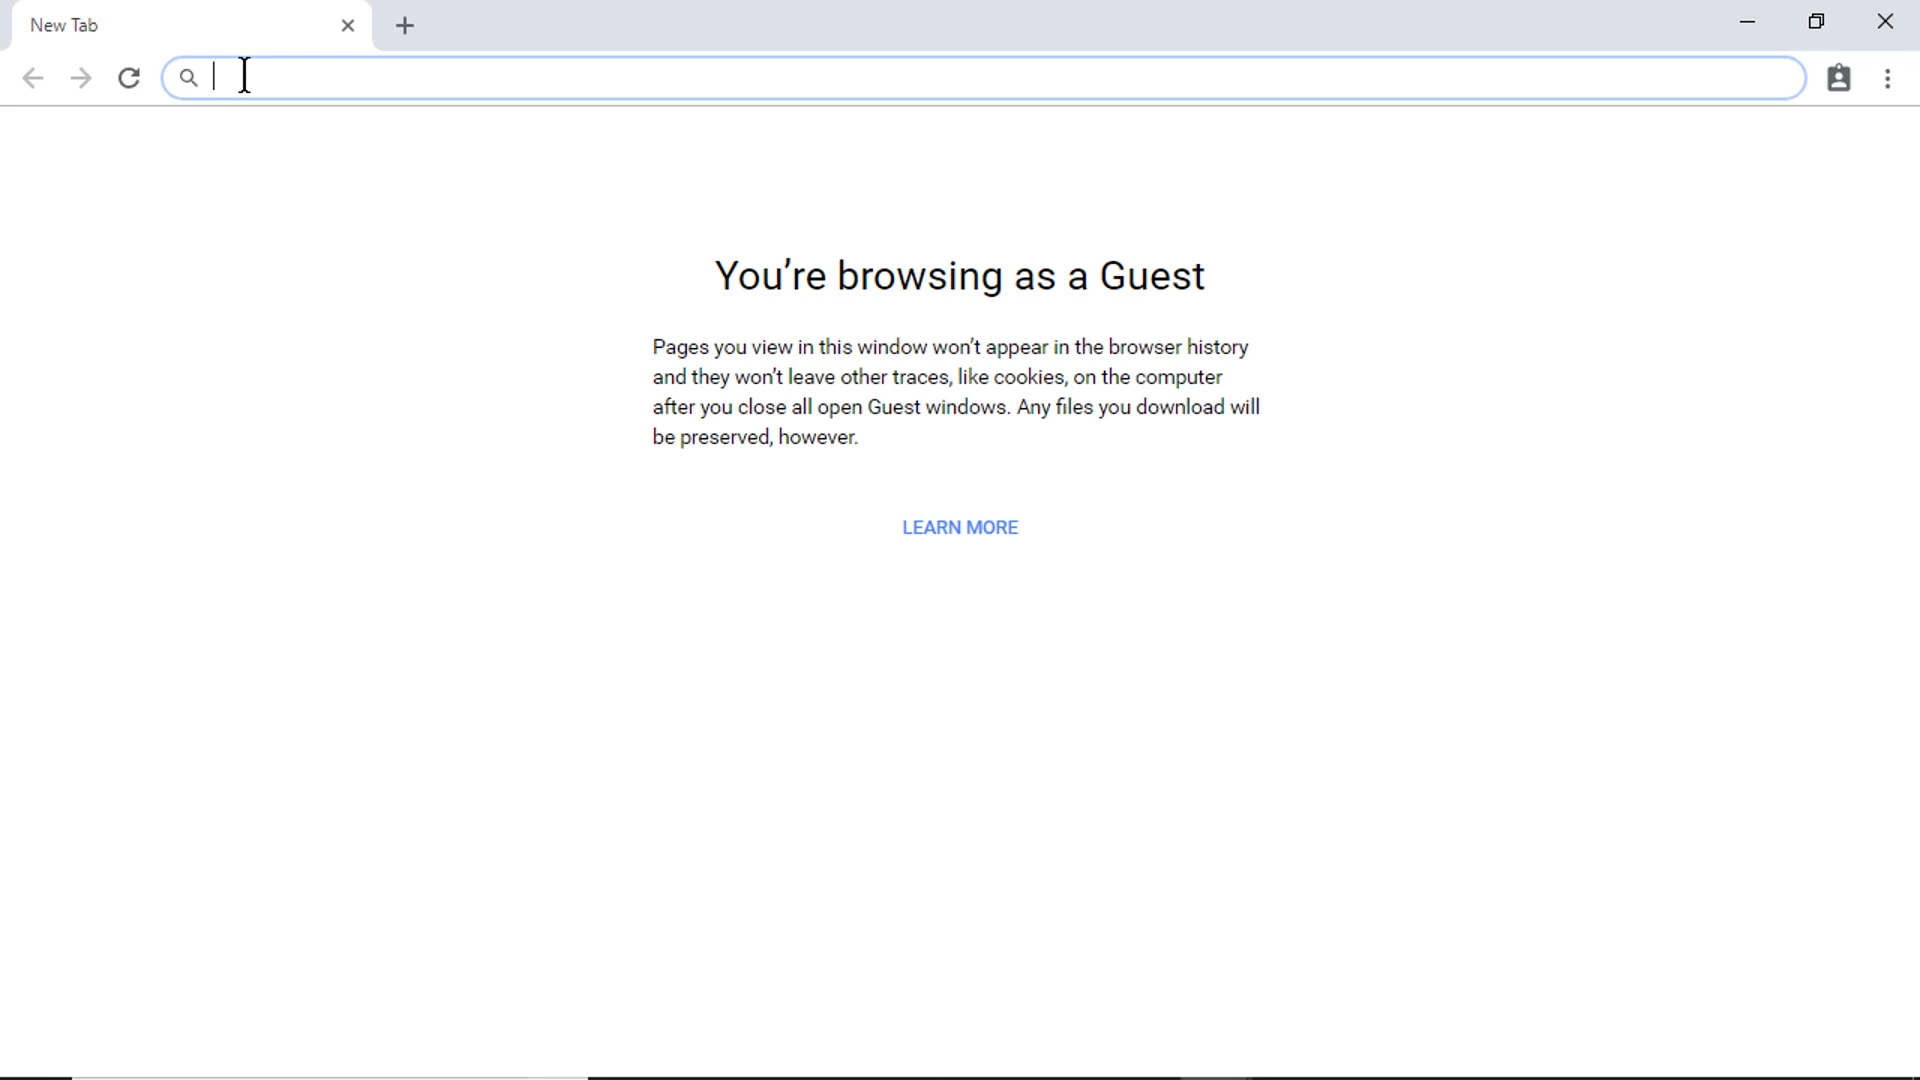 New Tab
You're browsing as a Guest
Pages you view in this window won't appear in the browser history
and they won't leave other traces, like cookies, on the computer
after you close all open Guest windows. Any files you download will
be preserved, however.
LEARN MORE